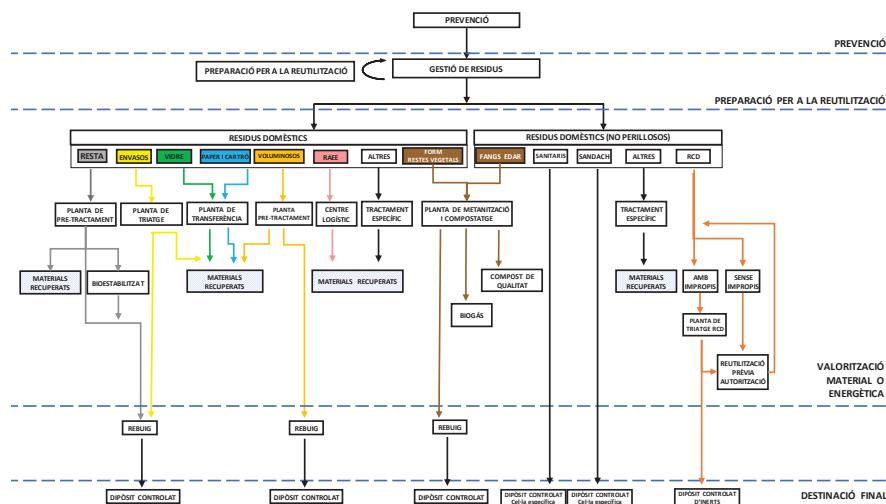 PREVENCIÓ
PREVENCIÓ
PREPARACIÓ PER A LA REUTILITZACIÓ
GESTIÓ DE RESIDUS
PREPARACIÓ PER A LA REUTILITZACIÓ
RESIDUS DOMÈSTICS
RESIDUS DOMÈSTICS (NO PERILLOSOS)
RESTA
ENVASOS
VIDRE
PAPER I CARTRÓ
VOLUMINOSOS
RAEE
ALTRES
FORM
RESTES VEGETALS
FANGS EDAR
SANITARIS
SANDACH
ALTRES
RCD
PLANTA DE
PRE-TRACTAMENT
PLANTA DE
TRIATGE
PLANTA DE
TRANSFERÈNCIA
PLANTA
PRE-TRACTAMENT
CENTRE
LOGÍSTIC
TRACTAMENT
ESPECÍFIC
PLANTA DE METANITZACIÓ
I COMPOSTATGE
TRACTAMENT
ESPECÍFIC
MATERIALS
RECUPERATS
BIOESTABILITZAT
MATERIALS
RECUPERATS
MATERIALS RECUPERATS
COMPOST DE
QUALITAT
MATERIALS
RECUPERATS
AMB
IMPROPIS
SENSE
IMPROPIS
BIOGÁS
PLANTA DE
TRIATGE RCD
REUTILITZACIÓ
PRÈVIA
AUTORITZACIÓ
VALORITZACIÓ
MATERIAL O
ENERGÈTICA
REBUIG
REBUIG
REBUIG
DIPÒSIT CONTROLAT
DIPÒSIT CONTROLAT
DIPÒSIT CONTROLAT
DIPÒSIT CONTROLAT
Cel·la específica
DIPÒSIT CONTROLAT
Cel·la específica
DIPÒSIT CONTROLAT
D'INERTS
DESTINACIÓ FINAL